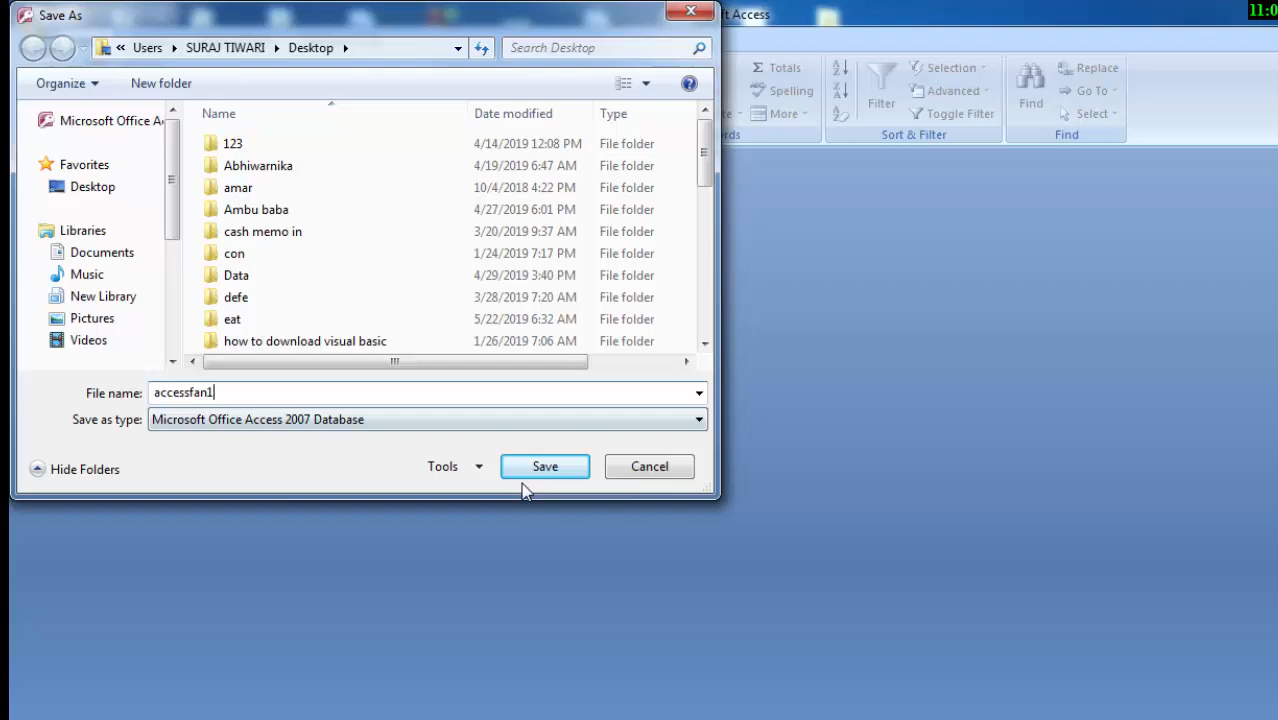 Save As
ft Access
11:0
« Users SURAJ TIWARI Desktop
Search Desktop
Organize New folder
Totals Selection Replace
Spelling Advanced Go To
More Filter Toggle Filter Find Select
Sort & Filter Find
Microsoft Office A
Favorites
Desktop
Libraries
Documents
Music
New Library
Pictures
Videos
Name Date modified Type
123 4/14/2019 12:08 PM File folder
Abhiwarnika 4/19/2019 6:47 AM File folder
amar 10/4/2018 4:22 PM File folder
Ambu baba 4/27/2019 6:01 PM File folder
cash memo in 3/20/2019 9:37 AM File folder
con 1/24/2019 7:17 PM File folder
Data 4/29/2019 3:40 PM File folder
defe 3/28/2019 7:20 AM File folder
eat 5/22/2019 6:32 AM File folder
how to download visual basic 1/26/2019 7:06 AM File folder
File name: accessfan1
Save as type: Microsoft Office Access 2007 Database
Hide Folders Tools Save Cancel